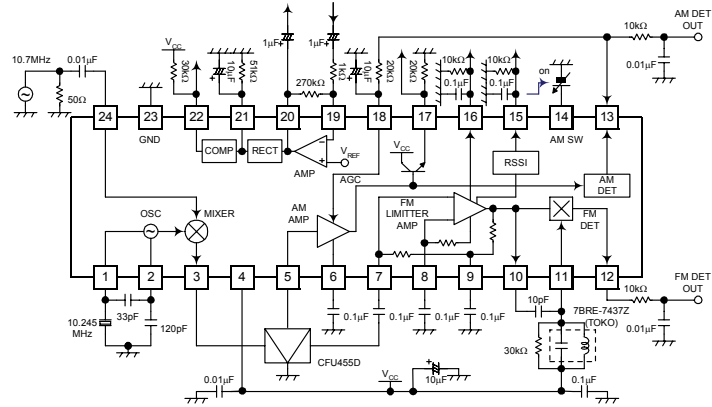 AM DET
OUT
10kΩ
0.01µF
10.7MHz
0.01µF
50Ω
VCC
30kΩ
10µF
51kΩ
1µF
270kΩ
1µF
1kΩ
10µF
20kΩ
20kΩ
10kΩ
0.1µF
10kΩ
0.1µF
on
24
23
22
21
20
19
18
17
16
15
14
13
GND
AM SW
COMP
RECT
AMP
VREF
VCC
RSSI
AGC
AM
DET
OSC
MIXER
AM
AMP
FM
LIMITTER
AMP
FM
DET
1
2
3
4
5
6
7
8
9
10
11
12
10.245
MHz
33pF
120pF
CFU455D
0.1µF
0.1µF
0.1µF
0.1µF
10pF
7BRE-7437Z
(TOKO)
30kΩ
10kΩ
FM DET
OUT
0.01µF
0.01µF
VCC
10µF
0.1µF